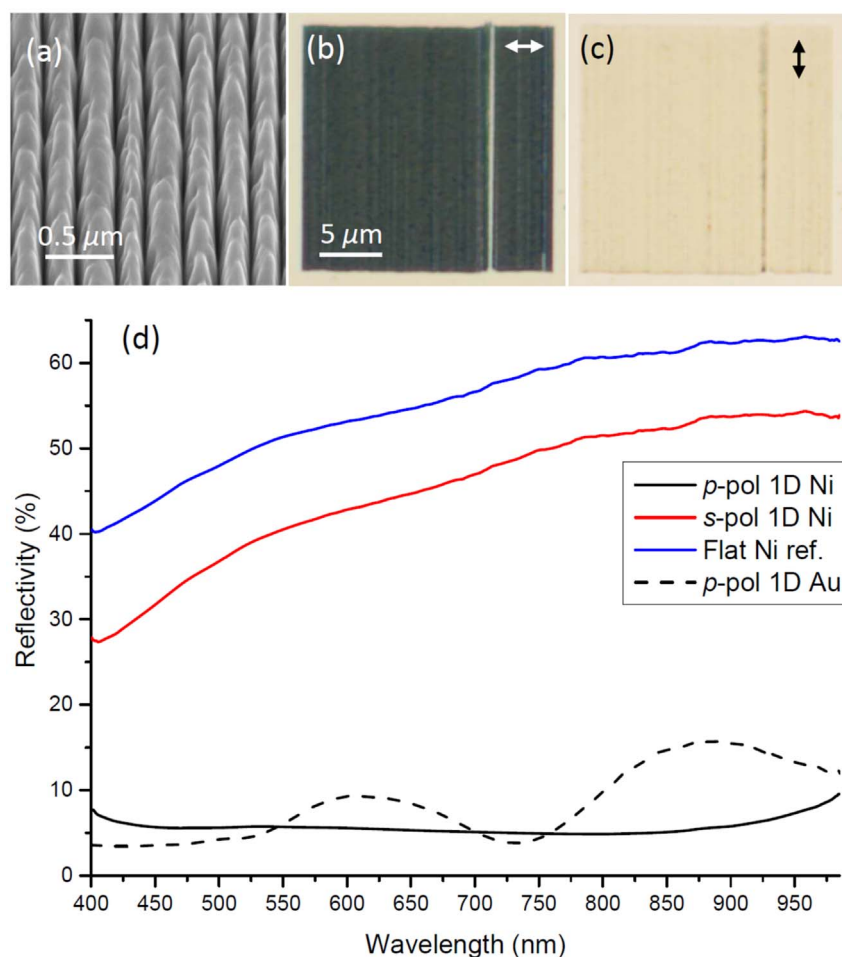 (a)
0.5 μm
(b)
5 μm
(c)
(d)
Reflectivity (%)
60
50
40
30
20
10
0
p-pol 1D Ni
s-pol 1D Ni
Flat Ni ref.
p-pol 1D Au
400 450 500 550 600 650 700 750 800 850 900 950
Wavelength (nm)